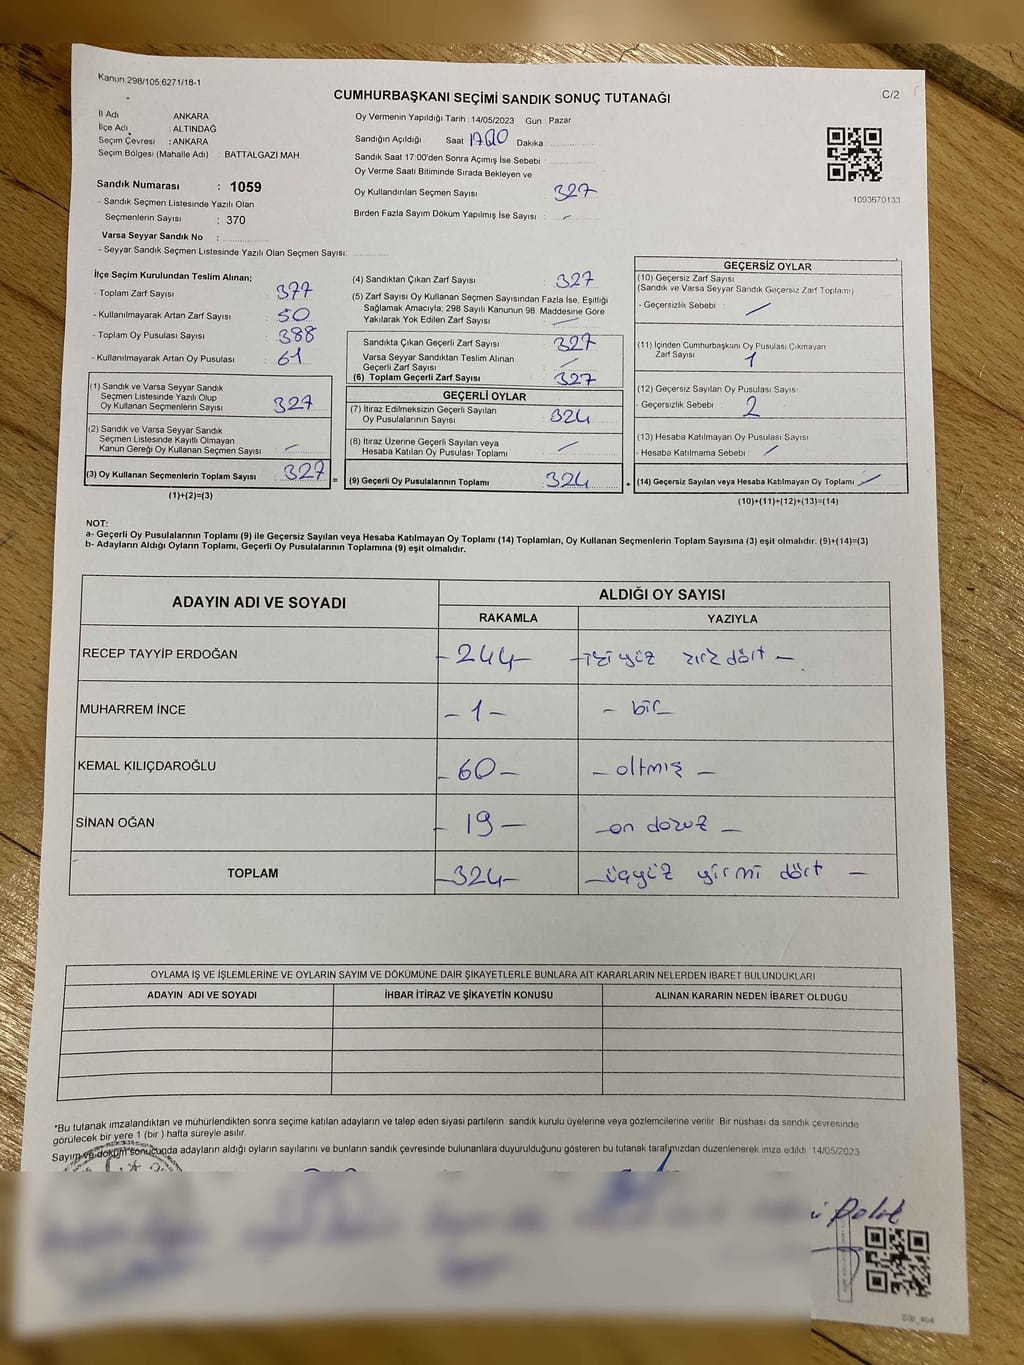 Kanun 298/105,6271/18-1
CUMHURBAŞKANI SEÇİMİ SANDIK SONUÇ TUTANAĞI
C/2
İl Adı : ANKARA
İlçe Adı : ALTINDAĞ
Seçim Çevresi : ANKARA
Seçim Bölgesi (Mahalle Adı) : BATTALGAZİ MAH.
Sandık Numarası : 1059
- Sandık Seçmen Listesinde Yazılı Olan
Seçmenlerin Sayısı : 370
Varsa Seyyar Sandık No :
- Seyyar Sandık Seçmen Listesinde Yazılı Olan Seçmen Sayısı:
Oy Vermenin Yapıldığı Tarih : 14/05/2023 Gün : Pazar
Sandığın Açıldığı Saat 17.00 Dakika
Sandık Saat 17:00'den Sonra Açımış İse Sebebi :
Oy Verme Saati Bitiminde Sırada Bekleyen ve
Oy Kullandırılan Seçmen Sayısı : 327
Birden Fazla Sayım Döküm Yapılmış İse Sayısı : -
1093670133
İlçe Seçim Kurulundan Teslim Alınan;
- Toplam Zarf Sayısı : 377
- Kullanılmayarak Artan Zarf Sayısı : 50
- Toplam Oy Pusulası Sayısı : 388
- Kullanılmayarak Artan Oy Pusulası : 61
(1) Sandık ve Varsa Seyyar Sandık
Seçmen Listesinde Yazılı Olup
Oy Kullanan Seçmenlerin Sayısı : 327
(2) Sandık ve Varsa Seyyar Sandık
Seçmen Listesinde Kayıtlı Olmayan
Kanun Gereği Oy Kullanan Seçmen Sayısı : -
(3) Oy Kullanan Seçmenlerin Toplam Sayısı : 327 =
(1)+(2)=(3)
(4) Sandıktan Çıkan Zarf Sayısı : 327
(5) Zarf Sayısı Oy Kullanan Seçmen Sayısından Fazla İse, Eşitliği
Sağlamak Amacıyla; 298 Sayılı Kanunun 98. Maddesine Göre
Yakılarak Yok Edilen Zarf Sayısı : -
Sandıkta Çıkan Geçerli Zarf Sayısı : 327
Varsa Seyyar Sandıktan Teslim Alınan
Geçerli Zarf Sayısı : -
(6) Toplam Geçerli Zarf Sayısı : 327
GEÇERLİ OYLAR
(7) İtiraz Edilmeksizin Geçerli Sayılan
Oy Pusulalarının Sayısı : 324
(8) İtiraz Üzerine Geçerli Sayılan veya
Hesaba Katılan Oy Pusulası Toplamı : -
(9) Geçerli Oy Pusulalarının Toplamı : 324 +
GEÇERSİZ OYLAR
(10) Geçersiz Zarf Sayısı
(Sandık ve Varsa Seyyar Sandık Geçersiz Zarf Toplamı)
- Geçersizlik Sebebi : /
(11) İçinden Cumhurbaşkanı Oy Pusulası Çıkmayan
Zarf Sayısı : 1
(12) Geçersiz Sayılan Oy Pusulası Sayısı :
- Geçersizlik Sebebi : 2
(13) Hesaba Katılmayan Oy Pusulası Sayısı
- Hesaba Katılmama Sebebi : /
(14) Geçersiz Sayılan veya Hesaba Katılmayan Oy Toplamı : /
(10)+(11)+(12)+(13)=(14)
NOT:
a- Geçerli Oy Pusulalarının Toplamı (9) ile Geçersiz Sayılan veya Hesaba Katılmayan Oy Toplamı (14) Toplamları, Oy Kullanan Seçmenlerin Toplam Sayısına (3) eşit olmalıdır. (9)+(14)=(3)
b- Adayların Aldığı Oyların Toplamı, Geçerli Oy Pusulalarının Toplamına (9) eşit olmalıdır.
ADAYIN ADI VE SOYADI ALDIĞI OY SAYISI
RAKAMLA YAZIYLA
RECEP TAYYİP ERDOĞAN -244- -ikiyüz kırk dört -
MUHARREM İNCE -1- - bir -
KEMAL KILIÇDAROĞLU -60- - altmış -
SİNAN OĞAN - 19 - -on dokuz -
TOPLAM -324- -üçyüz yirmi dört -
OYLAMA İŞ VE İŞLEMLERİNE VE OYLARIN SAYIM VE DÖKÜMÜNE DAİR ŞİKAYETLERLE BUNLARA AİT KARARLARIN NELERDEN İBARET BULUNDUKLARI
ADAYIN ADI VE SOYADI İHBAR İTİRAZ VE ŞİKAYETİN KONUSU ALINAN KARARIN NEDEN İBARET OLDUĞU
*Bu tutanak imzalandıktan ve mühürlendikten sonra seçime katılan adayların ve talep eden siyasi partilerin sandık kurulu üyelerine veya gözlemcilerine verilir. Bir nüshası da sandık çevresinde
görülecek bir yere 1 (bir) hafta süreyle asılır.
Sayım ve döküm sonucunda adayların aldığı oyların sayılarını ve bunların sandık çevresinde bulunanlara duyurulduğunu gösteren bu tutanak tarafımızdan düzenlenerek imza edildi. 14/05/2023
Polat